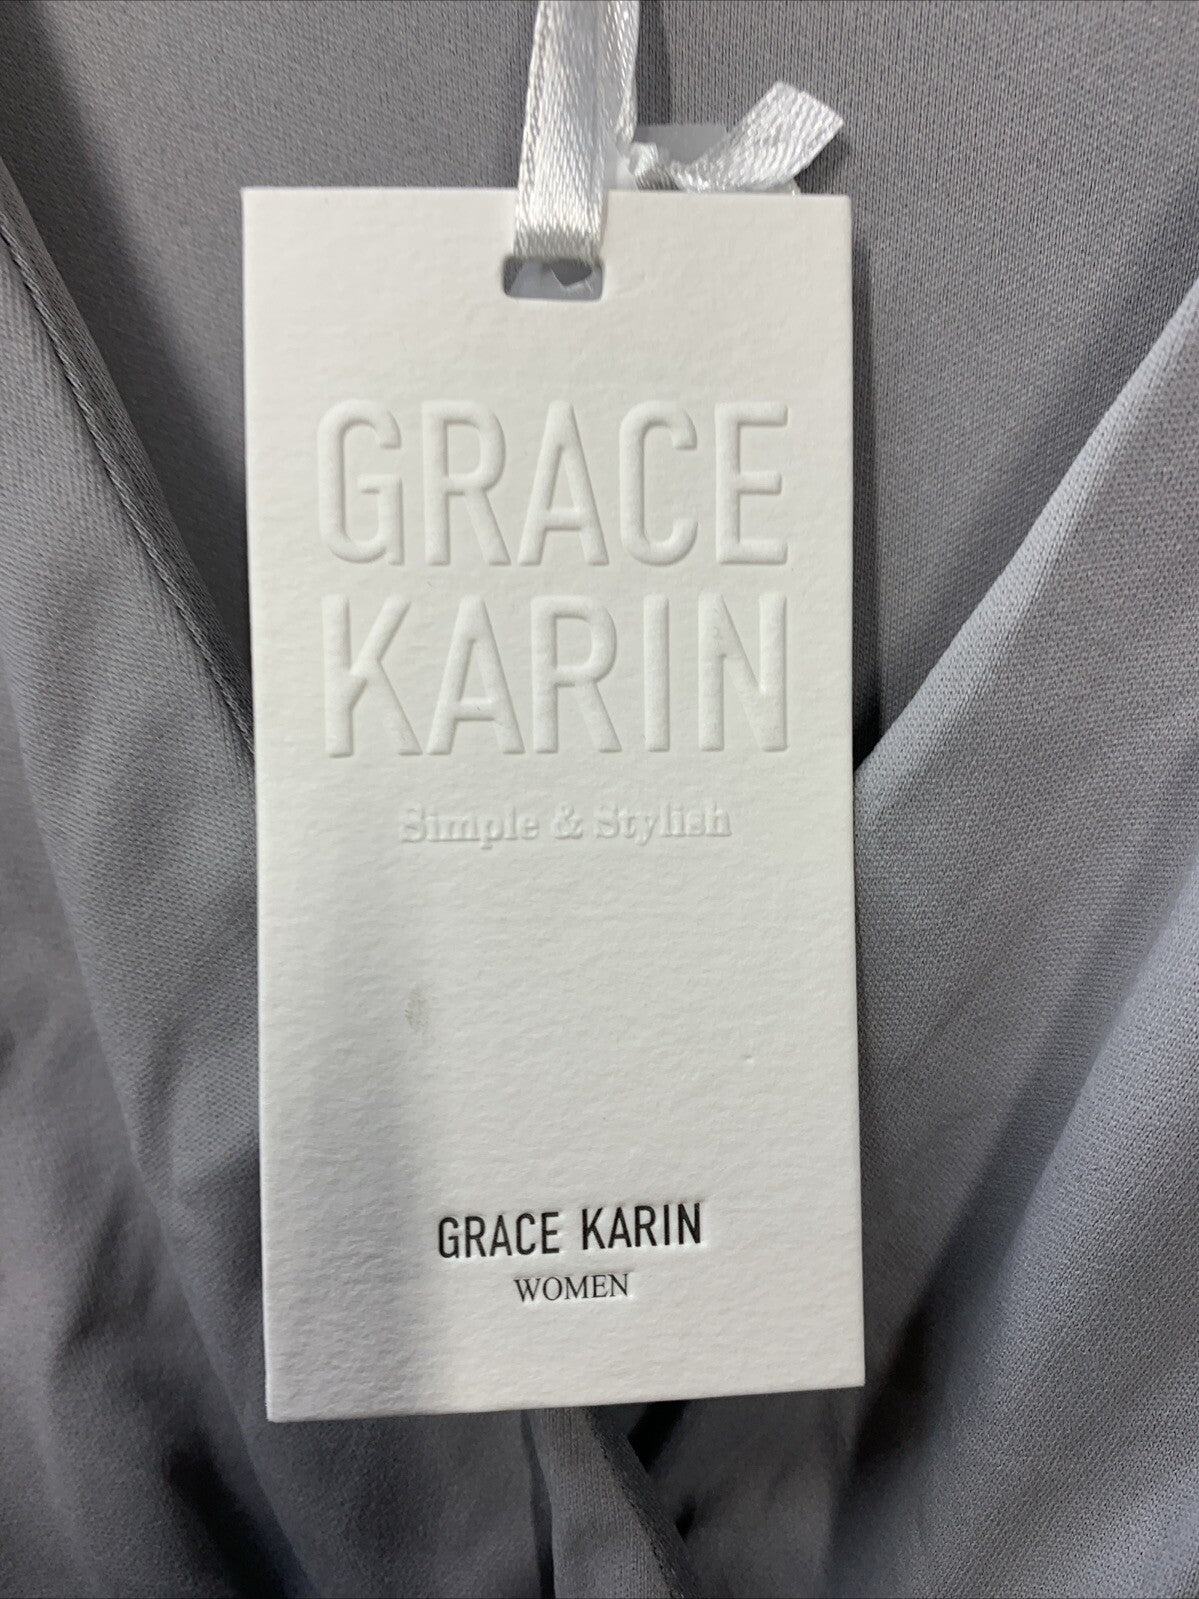 GRACE
KARIN
Simple & Stylish
GRACE KARIN
WOMEN